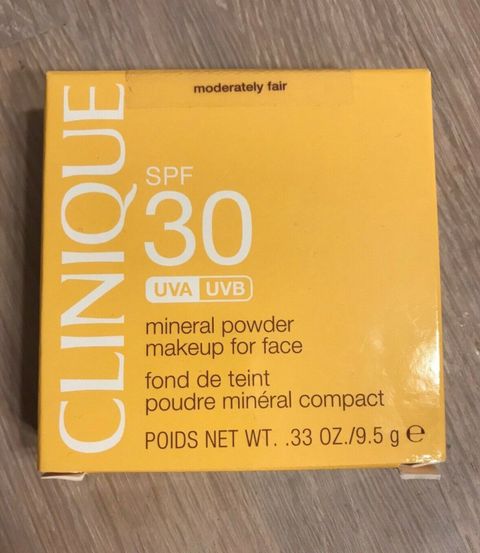 moderately fair
CLINIQUE
SPF
30
UVA UVB
mineral powder
makeup for face
fond de teint
poudre minéral compact
POIDS NET WT. .33 OZ./9.5 g ℮